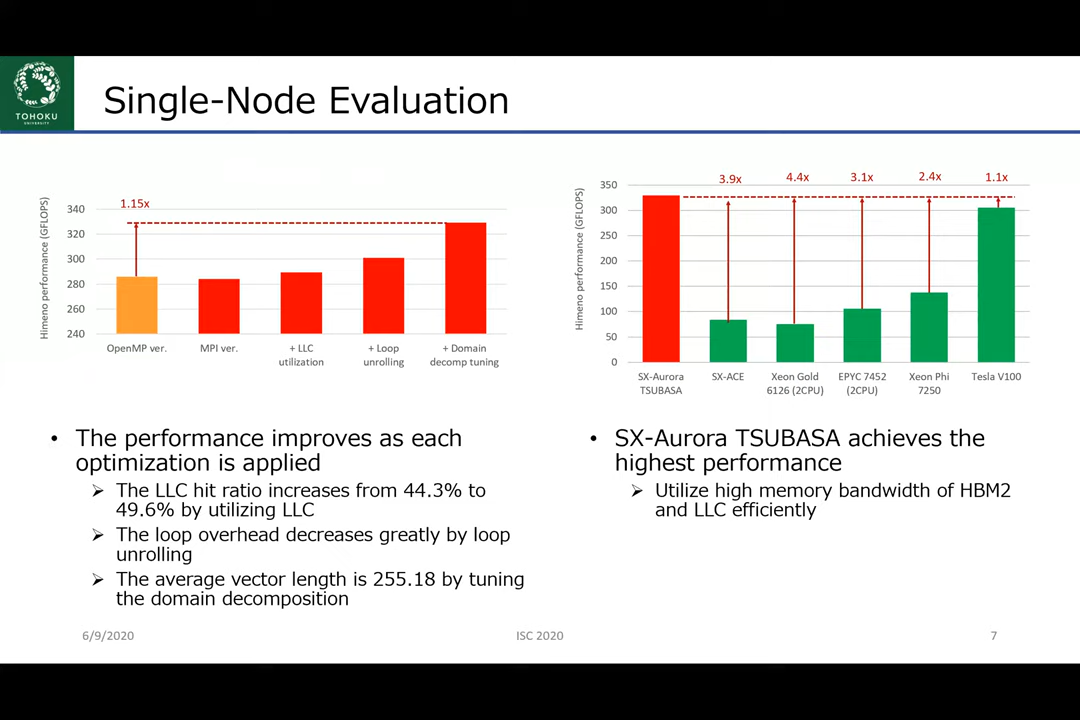 TOHOKU
UNIVERSITY
Single-Node Evaluation
Himeno performance (GFLOPS)
340
320
300
280
260
240
1.15x
OpenMP ver.
MPI ver.
+ LLC
utilization
+ Loop
unrolling
+ Domain
decomp tuning
Himeno performance (GFLOPS)
350
300
250
200
150
100
50
0
3.9x
4.4x
3.1x
2.4x
1.1x
SX-Aurora
TSUBASA
SX-ACE
Xeon Gold
6126 (2CPU)
EPYC 7452
(2CPU)
Xeon Phi
7250
Tesla V100
• The performance improves as each
optimization is applied
➢ The LLC hit ratio increases from 44.3% to
49.6% by utilizing LLC
➢ The loop overhead decreases greatly by loop
unrolling
➢ The average vector length is 255.18 by tuning
the domain decomposition
• SX-Aurora TSUBASA achieves the
highest performance
➢ Utilize high memory bandwidth of HBM2
and LLC efficiently
6/9/2020
ISC 2020
7